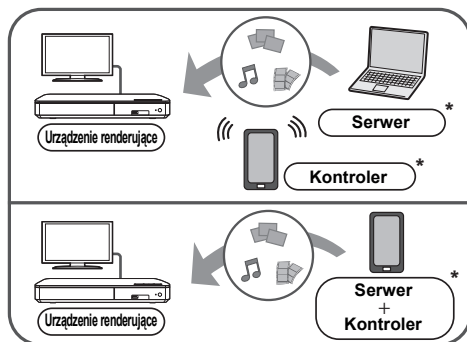 Urządzenie renderujące
Serwer*
Kontroler*
Urządzenie renderujące
Serwer*
+
Kontroler